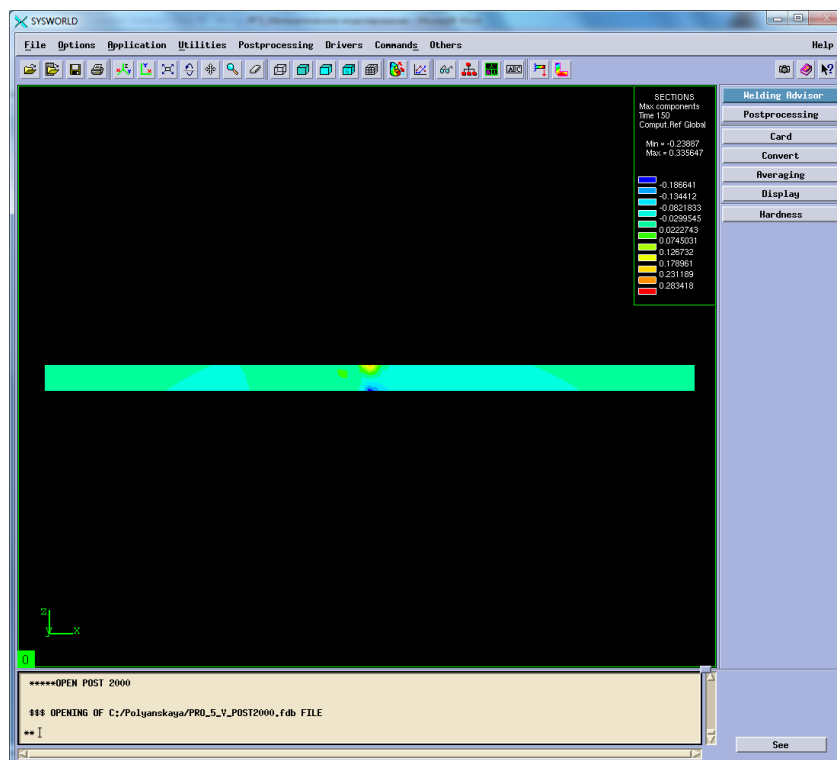 SYSWORLD
File Options Application Utilities Postprocessing Drivers Commands Others Help
ABC
SECTIONS
Max components
Time 150
Comput.Ref Global
Min = -0.23887
Max = 0.335647
-0.186641
-0.134412
-0.0821833
-0.0299545
0.0222743
0.0745031
0.126732
0.178961
0.231189
0.283418
Welding Advisor
Postprocessing
Card
Convert
Averaging
Display
Hardness
z
y x
0
*****OPEN POST 2000
$$$ OPENING OF C:/Polyanskaya/PRO_5_V_POST2000.fdb FILE
**
See